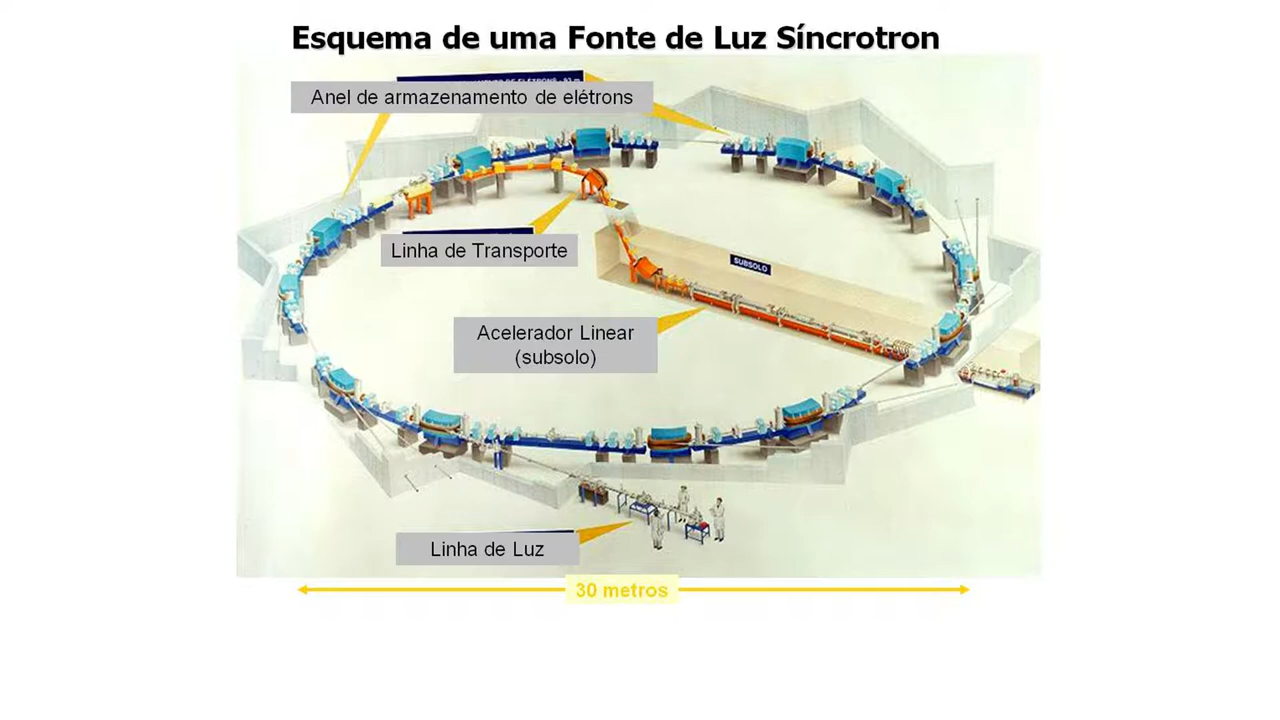 Esquema de uma Fonte de Luz Síncrotron
Anel de armazenamento de elétrons
Linha de Transporte
SUBSOLO
Acelerador Linear
(subsolo)
Linha de Luz
30 metros